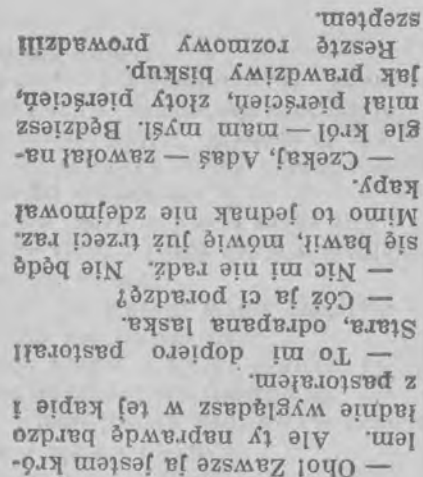 — Oho! Zawsze ja jestem kró-
lem. Ale ty naprawdę bardzo
ładnie wyglądasz w tej kapie i
z pastorałem.
— To mi dopiero pastorał!
Stara, odrapana laska.
— Cóż ja ci poradzę?
— Nic mi nie radź. Nie będę
się bawił, mówię już trzeci raz.
Mimo to jednak nie zdejmował
kapy.
— Czekaj, Adaś — zawołał na-
gle król — mam myśl. Będziesz
miał pierścień, złoty pierścień,
jak prawdziwy biskup.
Resztę rozmowy prowadzili
szeptem.